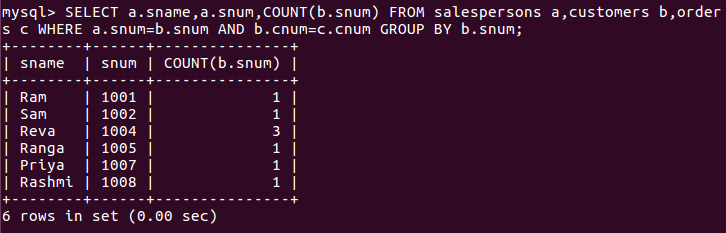 mysql> SELECT a.sname,a.snum,COUNT(b.snum) FROM salespersons a,customers b,order
s c WHERE a.snum=b.snum AND b.cnum=c.cnum GROUP BY b.snum;
+--------+------+---------------+
| sname  | snum | COUNT(b.snum) |
+--------+------+---------------+
| Ram    | 1001 |             1 |
| Sam    | 1002 |             1 |
| Reva   | 1004 |             3 |
| Ranga  | 1005 |             1 |
| Priya  | 1007 |             1 |
| Rashmi | 1008 |             1 |
+--------+------+---------------+
6 rows in set (0.00 sec)